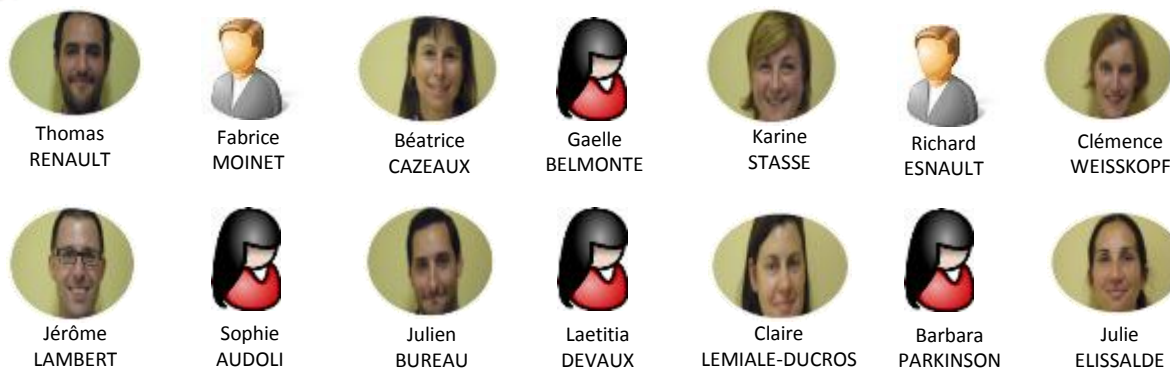 Thomas
RENAULT
Fabrice
MOINET
Béatrice
CAZEAUX
Gaelle
BELMONTE
Karine
STASSE
Richard
ESNAULT
Clémence
WEISSKOPF
Jérôme
LAMBERT
Sophie
AUDOLI
Julien
BUREAU
Laetitia
DEVAUX
Claire
LEMIALE-DUCROS
Barbara
PARKINSON
Julie
ELISSALDE